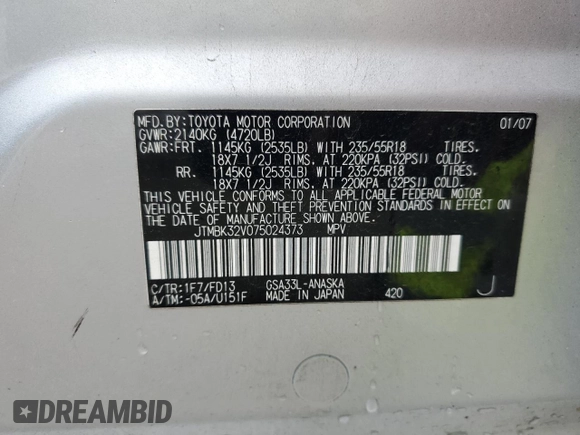 MFD. BY: TOYOTA MOTOR CORPORATION 01/07
GVWR: 2140KG (4720LB)
GAWR: FRT. 1145KG (2535LB) WITH 235/55R18 TIRES.
18X7 1/2J RIMS. AT 220KPA (32PSI) COLD.
RR. 1145KG (2535LB) WITH 235/55R18 TIRES.
18X7 1/2J RIMS. AT 220KPA (32PSI) COLD.
THIS VEHICLE CONFORMS TO ALL APPLICABLE FEDERAL MOTOR
VEHICLE SAFETY AND THEFT PREVENTION STANDARDS IN EFFECT
ON THE DATE OF MANUFACTURE SHOWN ABOVE.
JTMBK32V075024373 MPV
C/TR: 1F7/FD13 GSA33L-ANASKA
A/TM: -05A/U151F MADE IN JAPAN 420 J
DREAMBID